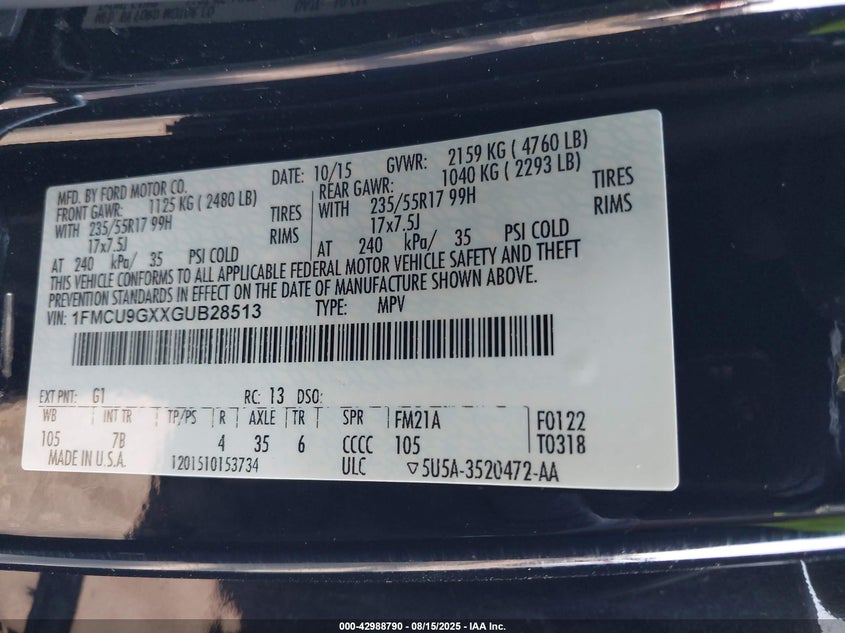 MFD. BY FORD MOTOR CO.
DATE: 10/15 GVWR: 2159 KG ( 4760 LB)
FRONT GAWR: 1125 KG ( 2480 LB) REAR GAWR: 1040 KG ( 2293 LB)
WITH 235/55R17 99H TIRES WITH 235/55R17 99H TIRES
17x7.5J RIMS 17x7.5J RIMS
AT 240 kPa/ 35 PSI COLD AT 240 kPa/ 35 PSI COLD
THIS VEHICLE CONFORMS TO ALL APPLICABLE FEDERAL MOTOR VEHICLE SAFETY AND THEFT
PREVENTION STANDARDS IN EFFECT ON THE DATE OF MANUFACTURE SHOWN ABOVE.
VIN: 1FMCU9GXXGUB28513 TYPE: MPV
EXT PNT: G1 RC: 13 DSO:
WB INT TR TP/PS R AXLE TR SPR FM21A F0122
105 7B 4 35 6 CCCC 105 T0318
MADE IN U.S.A. 1201510153734 ULC ▽5U5A-3520472-AA
000-42988790 - 08/15/2025 - IAA Inc.